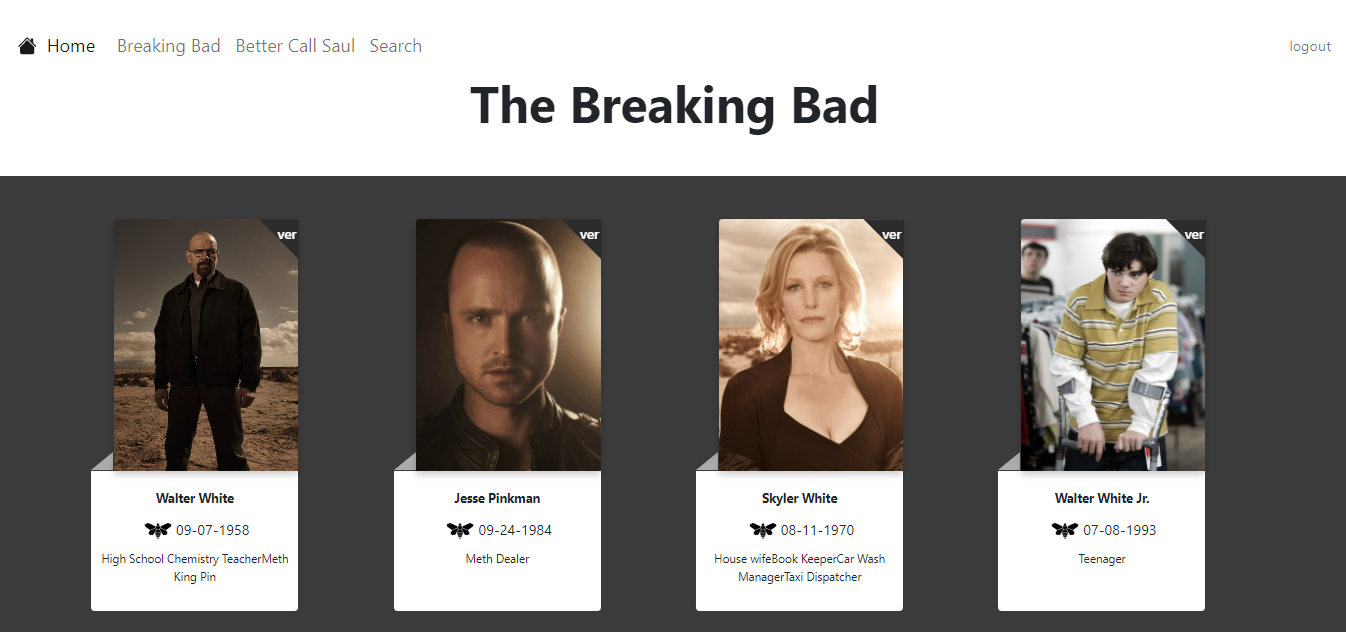 Home Breaking Bad Better Call Saul Search logout
The Breaking Bad
ver ver ver ver
Walter White
09-07-1958
High School Chemistry TeacherMeth
King Pin
Jesse Pinkman
09-24-1984
Meth Dealer
Skyler White
08-11-1970
House wifeBook KeeperCar Wash
ManagerTaxi Dispatcher
Walter White Jr.
07-08-1993
Teenager